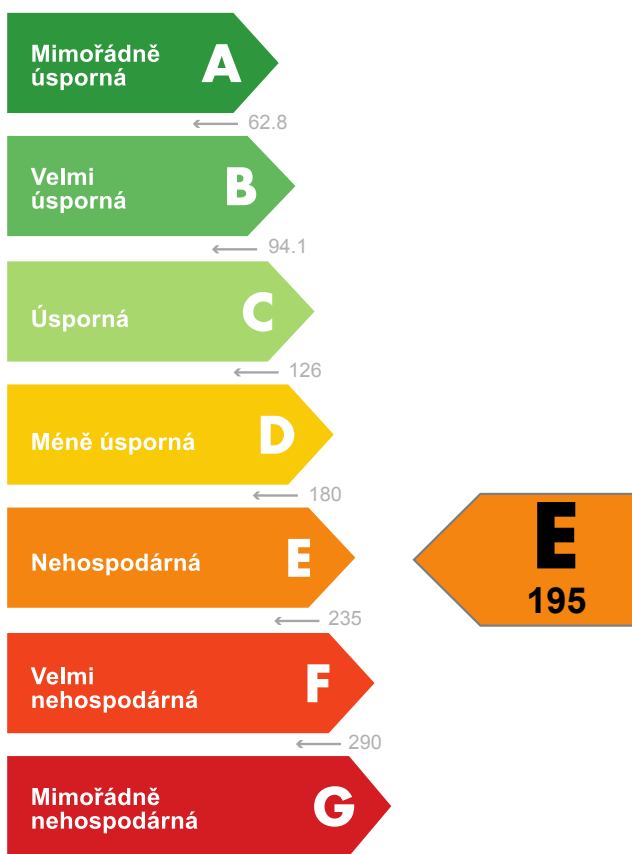 Mimořádně
úsporná
A
62.8
Velmi
úsporná
B
94.1
Úsporná
C
126
Méně úsporná
D
180
Nehospodárná
E
E
195
235
Velmi
nehospodárná
F
290
Mimořádně
nehospodárná
G